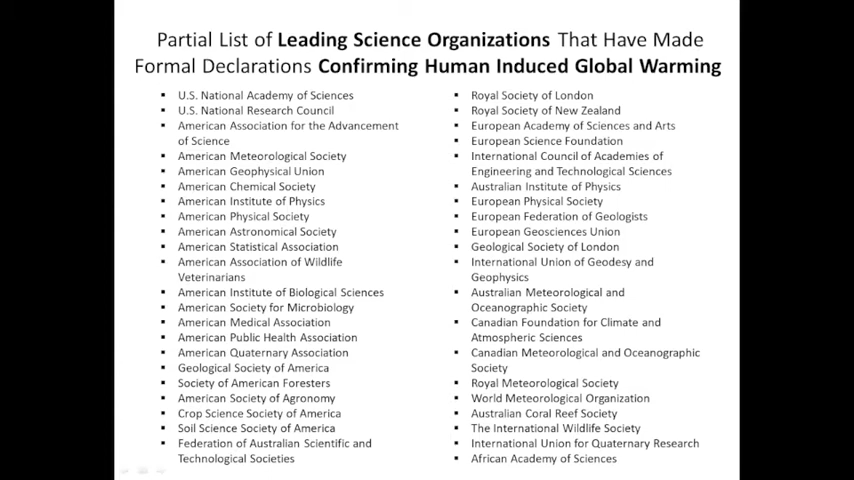 Partial List of Leading Science Organizations That Have Made
Formal Declarations Confirming Human Induced Global Warming
▪ U.S. National Academy of Sciences
▪ U.S. National Research Council
▪ American Association for the Advancement
of Science
▪ American Meteorological Society
▪ American Geophysical Union
▪ American Chemical Society
▪ American Institute of Physics
▪ American Physical Society
▪ American Astronomical Society
▪ American Statistical Association
▪ American Association of Wildlife
Veterinarians
▪ American Institute of Biological Sciences
▪ American Society for Microbiology
▪ American Medical Association
▪ American Public Health Association
▪ American Quaternary Association
▪ Geological Society of America
▪ Society of American Foresters
▪ American Society of Agronomy
▪ Crop Science Society of America
▪ Soil Science Society of America
▪ Federation of Australian Scientific and
Technological Societies
▪ Royal Society of London
▪ Royal Society of New Zealand
▪ European Academy of Sciences and Arts
▪ European Science Foundation
▪ International Council of Academies of
Engineering and Technological Sciences
▪ Australian Institute of Physics
▪ European Physical Society
▪ European Federation of Geologists
▪ European Geosciences Union
▪ Geological Society of London
▪ International Union of Geodesy and
Geophysics
▪ Australian Meteorological and
Oceanographic Society
▪ Canadian Foundation for Climate and
Atmospheric Sciences
▪ Canadian Meteorological and Oceanographic
Society
▪ Royal Meteorological Society
▪ World Meteorological Organization
▪ Australian Coral Reef Society
▪ The International Wildlife Society
▪ International Union for Quaternary Research
▪ African Academy of Sciences